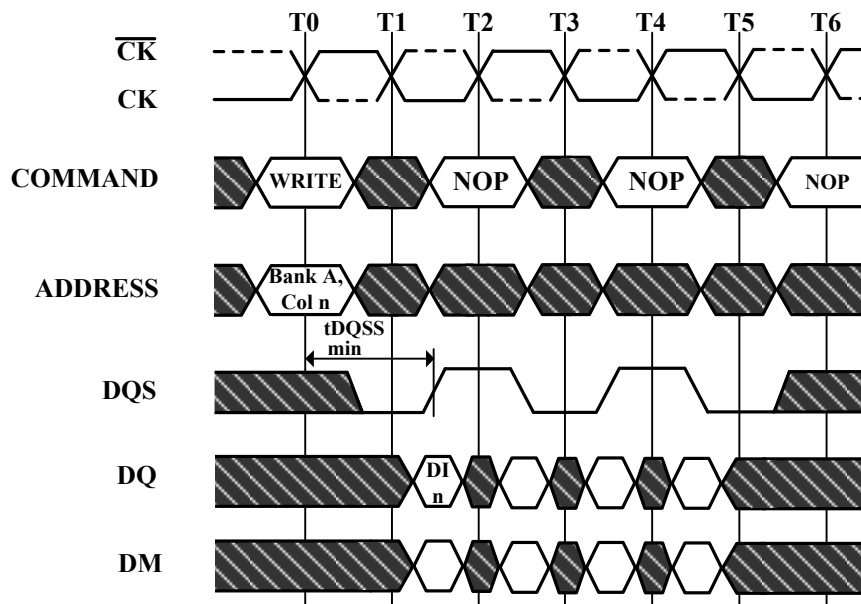 T0 T1 T2 T3 T4 T5 T6
CK
CK
COMMAND WRITE NOP NOP NOP
ADDRESS Bank A,
Col n
tDQSS
min
DQS
DQ DI
n
DM